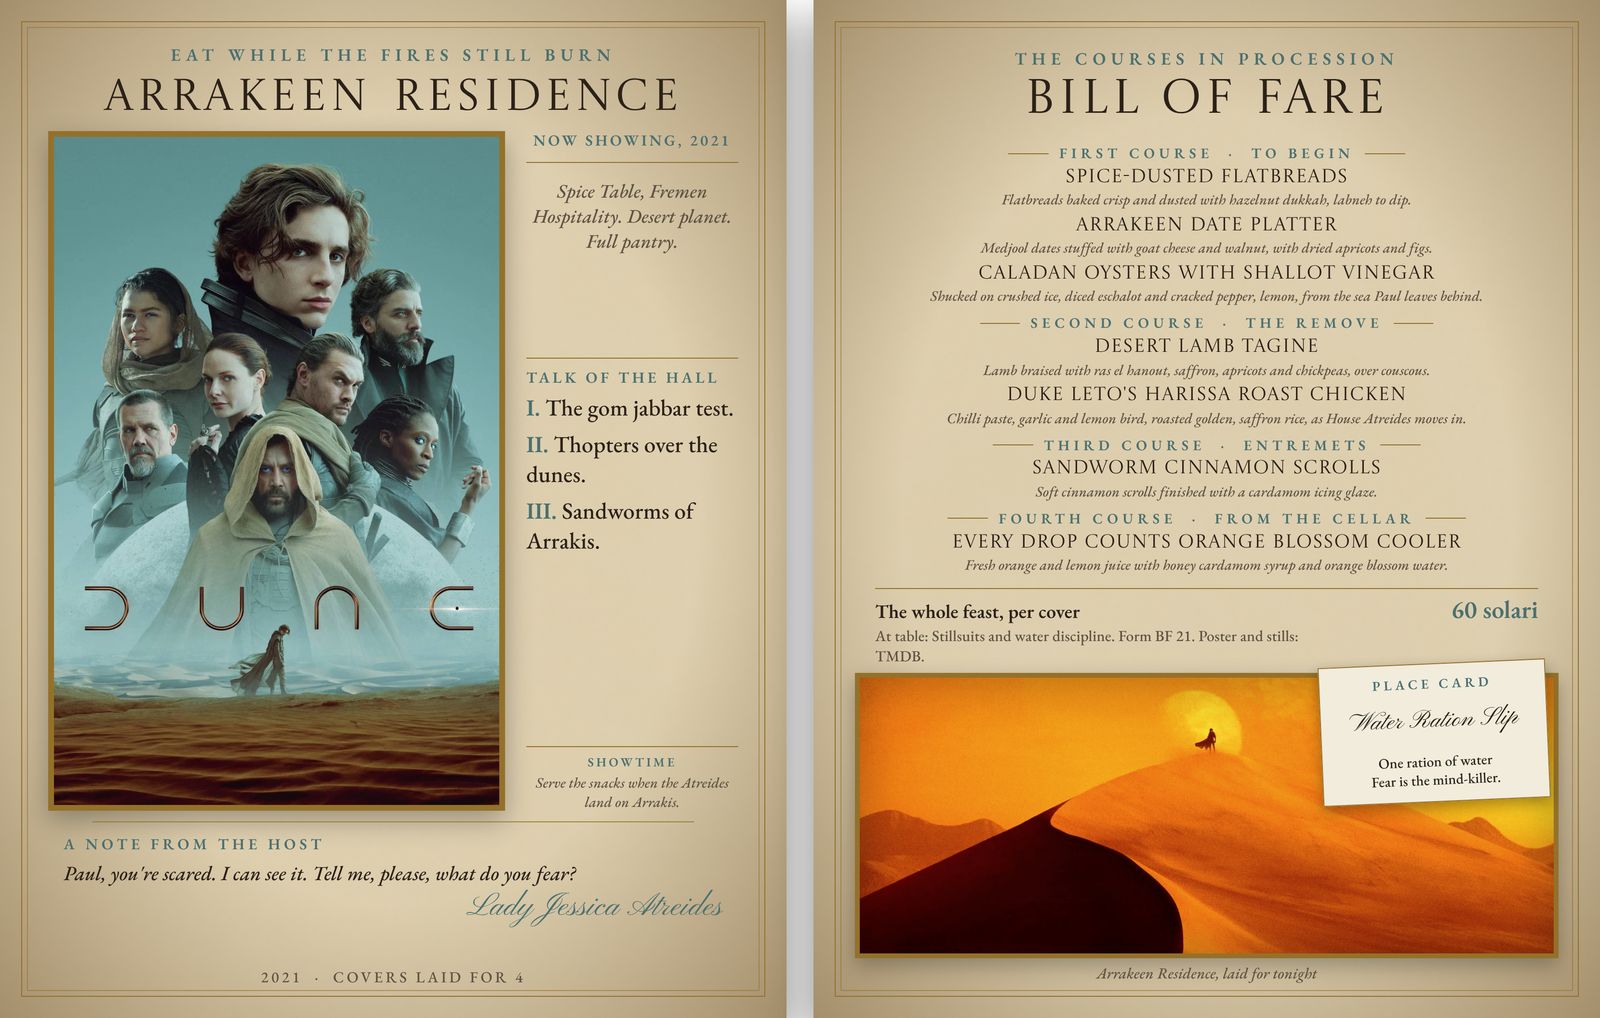 EAT WHILE THE FIRES STILL BURN
ARRAKEEN RESIDENCE
DUNE
NOW SHOWING, 2021
Spice Table, Fremen
Hospitality. Desert planet.
Full pantry.
TALK OF THE HALL
I. The gom jabbar test.
II. Thopters over the
dunes.
III. Sandworms of
Arrakis.
SHOWTIME
Serve the snacks when the Atreides
land on Arrakis.
A NOTE FROM THE HOST
Paul, you're scared. I can see it. Tell me, please, what do you fear?
Lady Jessica Atreides
2021 · COVERS LAID FOR 4
THE COURSES IN PROCESSION
BILL OF FARE
FIRST COURSE · TO BEGIN
SPICE-DUSTED FLATBREADS
Flatbreads baked crisp and dusted with hazelnut dukkah, labneh to dip.
ARRAKEEN DATE PLATTER
Medjool dates stuffed with goat cheese and walnut, with dried apricots and figs.
CALADAN OYSTERS WITH SHALLOT VINEGAR
Shucked on crushed ice, diced eschalot and cracked pepper, lemon, from the sea Paul leaves behind.
SECOND COURSE · THE REMOVE
DESERT LAMB TAGINE
Lamb braised with ras el hanout, saffron, apricots and chickpeas, over couscous.
DUKE LETO'S HARISSA ROAST CHICKEN
Chilli paste, garlic and lemon bird, roasted golden, saffron rice, as House Atreides moves in.
THIRD COURSE · ENTREMETS
SANDWORM CINNAMON SCROLLS
Soft cinnamon scrolls finished with a cardamom icing glaze.
FOURTH COURSE · FROM THE CELLAR
EVERY DROP COUNTS ORANGE BLOSSOM COOLER
Fresh orange and lemon juice with honey cardamom syrup and orange blossom water.
The whole feast, per cover 60 solari
At table: Stillsuits and water discipline. Form BF 21. Poster and stills:
TMDB.
PLACE CARD
Water Ration Slip
One ration of water
Fear is the mind-killer.
Arrakeen Residence, laid for tonight